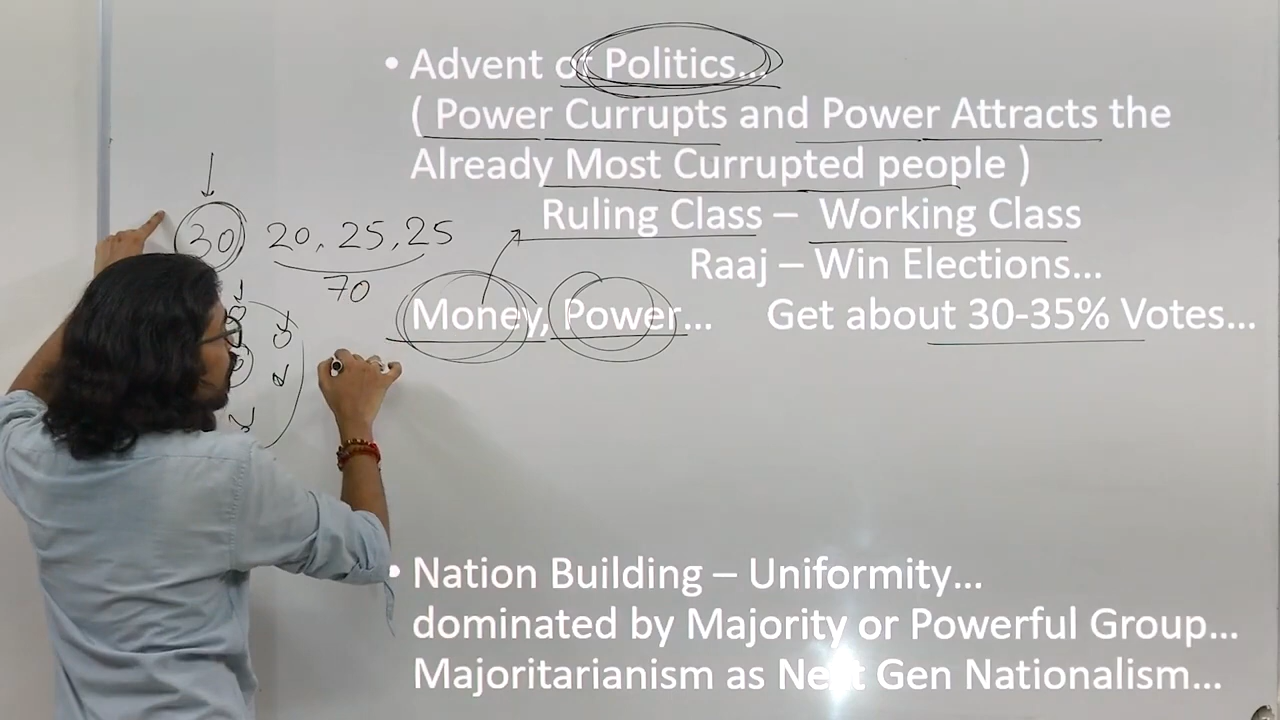 • Advent of Politics...
( Power Currupts and Power Attracts the
Already Most Currupted people )
Ruling Class – Working Class
Raaj – Win Elections...
Money, Power... Get about 30-35% Votes...
30 20, 25, 25
70
• Nation Building – Uniformity...
dominated by Majority or Powerful Group...
Majoritarianism as Next Gen Nationalism...